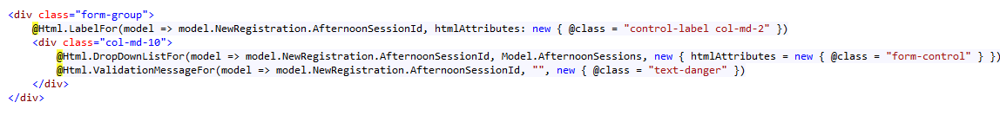 <div class="form-group">
@Html.LabelFor(model => model.NewRegistration.AfternoonSessionId, htmlAttributes: new { @class = "control-label col-md-2" })
<div class="col-md-10">
@Html.DropDownListFor(model => model.NewRegistration.AfternoonSessionId, Model.AfternoonSessions, new { htmlAttributes = new { @class = "form-control" } })
@Html.ValidationMessageFor(model => model.NewRegistration.AfternoonSessionId, "", new { @class = "text-danger" })
</div>
</div>